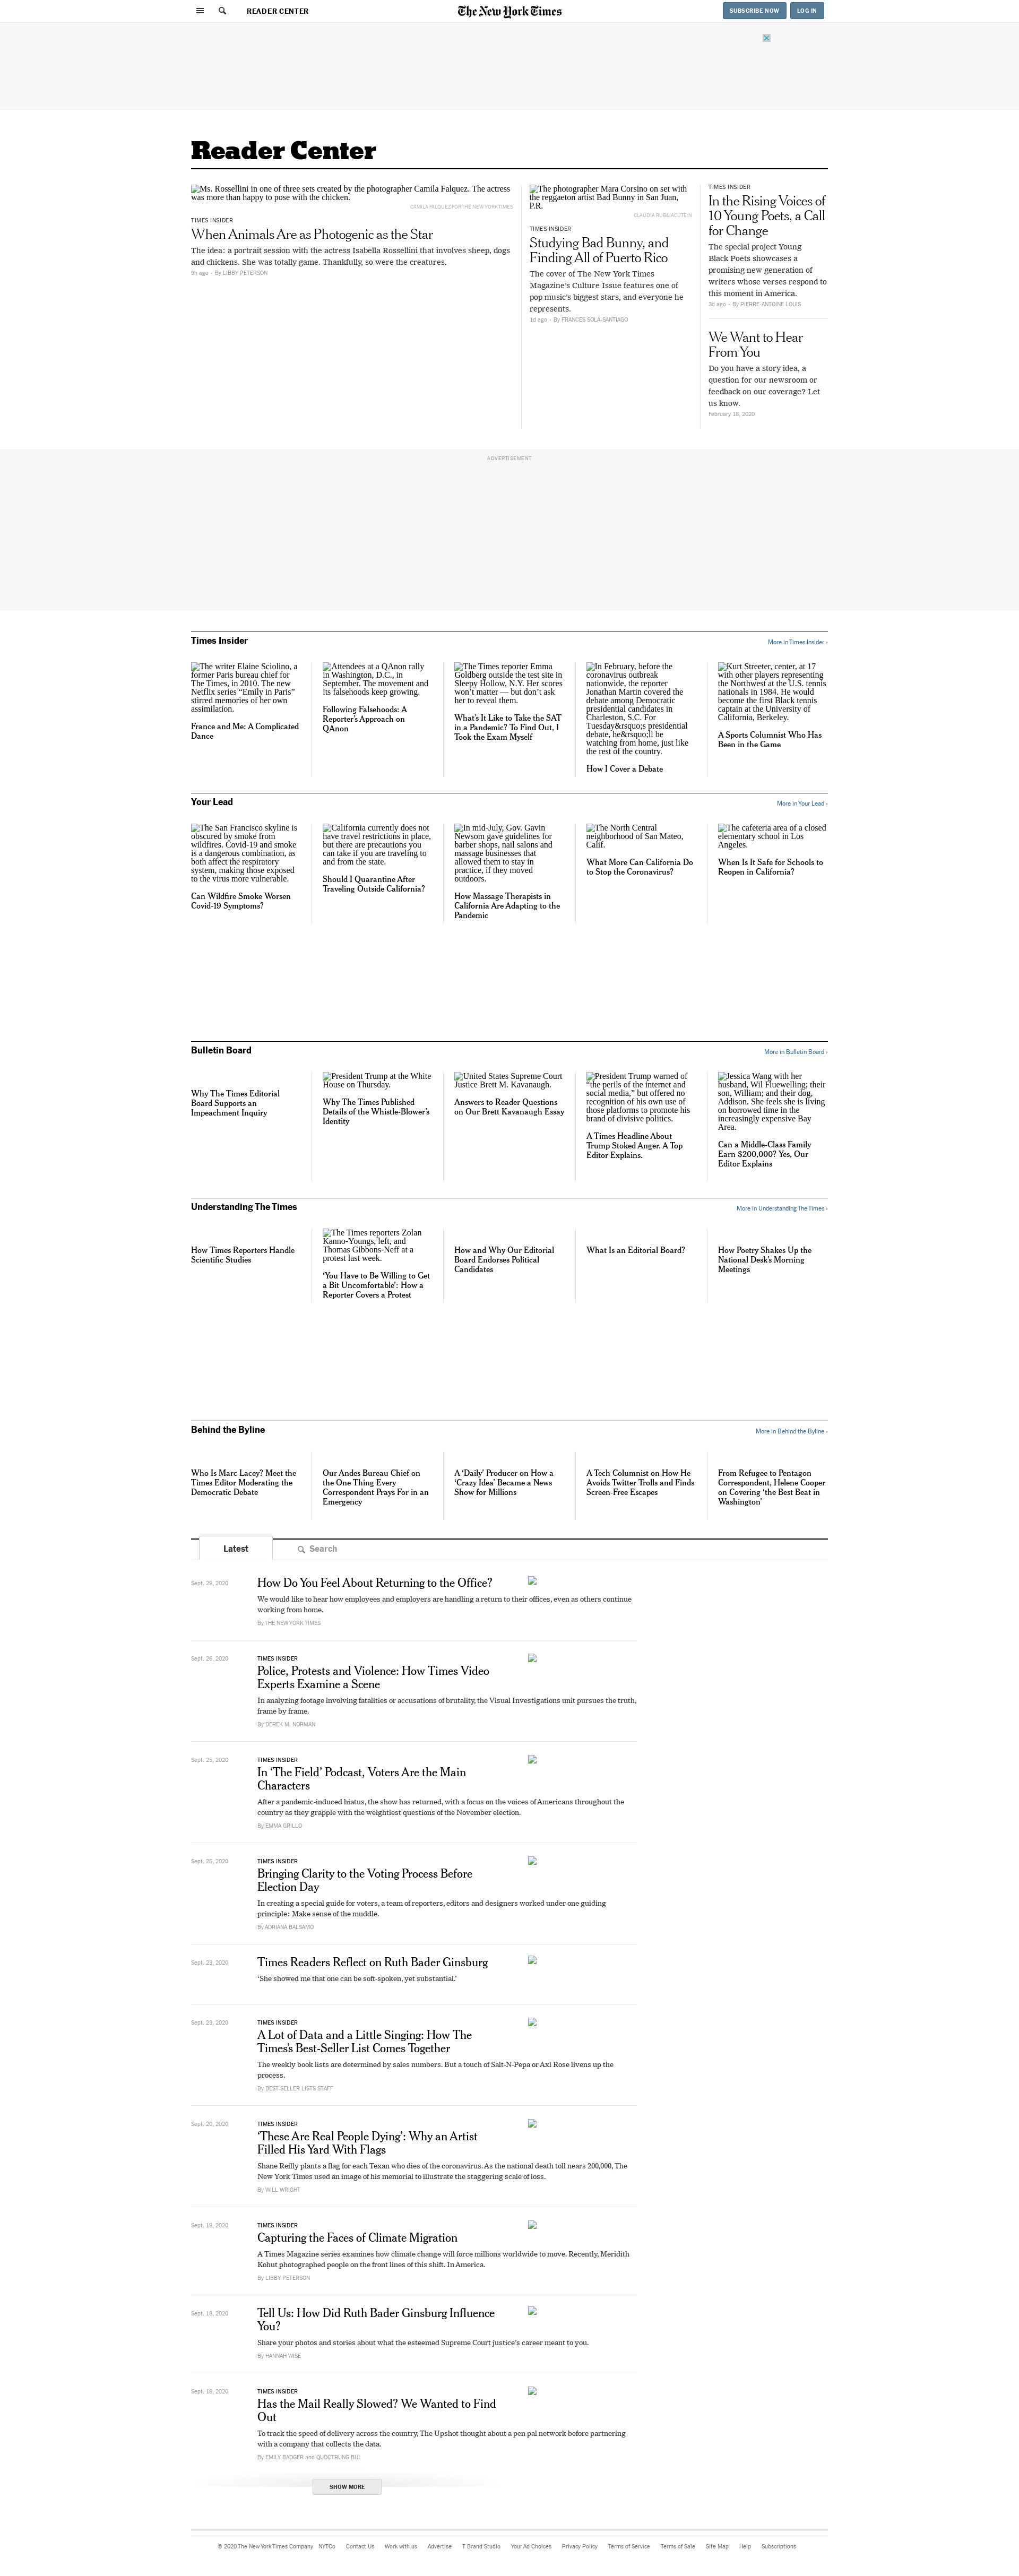 READER CENTER
The New York Times
SUBSCRIBE NOW
LOG IN
Reader Center
Ms. Rossellini in one of three sets created by the photographer Camila Falquez. The actress
was more than happy to pose with the chickens.
CAMILA FALQUEZ FOR THE NEW YORK TIMES
TIMES INSIDER
When Animals Are as Photogenic as the Star
The idea: a portrait session with the actress Isabella Rossellini that involves sheep, dogs
and chickens. She was totally game. Thankfully, so were the creatures.
9h ago · By LIBBY PETERSON
The photographer Mara Corsino on set with
the reggaeton artist Bad Bunny in San Juan,
P.R.
TIMES INSIDER
Studying Bad Bunny, and
Finding All of Puerto Rico
The cover of The New York Times
Magazine’s Culture Issue features one of
pop music’s biggest stars, and everyone he
represents.
1d ago · By FRANCES SOLÁ-SANTIAGO
TIMES INSIDER
In the Rising Voices of
10 Young Poets, a Call
for Change
The special project Young
Black Poets showcases a
promising new generation of
writers whose verses respond to
this moment in America.
3d ago · By PIERRE-ANTOINE LOUIS
We Want to Hear
From You
Do you have a story idea, a
question for our newsroom or
feedback on our coverage? Let
us know.
February 18, 2020
ADVERTISEMENT
Times Insider
More in Times Insider ›
The writer Elaine Sciolino, a
former Paris bureau chief for
The Times, in 2010. The new
Netflix series “Emily in Paris”
stirred memories of her own
assimilation.
France and Me: A Complicated
Dance
Attendees at a QAnon rally
in Washington, D.C., in
September. The movement and
its falsehoods keep growing.
Following Falsehoods: A
Reporter’s Approach on
QAnon
The Times reporter Emma
Goldberg outside the test site in
Sleepy Hollow, N.Y. Her scores
won’t matter — but don’t ask
her to reveal them.
What’s It Like to Take the SAT
in a Pandemic? To Find Out, I
Took the Exam Myself
In February, before the
coronavirus outbreak
nationwide, the reporter
Jonathan Martin covered the
debate among Democratic
presidential candidates in
Charleston, S.C. For
Tuesday&rsquo;s presidential
debate, he&rsquo;ll be
watching from home, just like
the rest of the country.
How I Cover a Debate
Kurt Streeter, center, at 17
with other players representing
the Northwest at the U.S. tennis
nationals in 1984. He would
become the first Black tennis
captain at the University of
California, Berkeley.
A Sports Columnist Who Has
Been in the Game
Your Lead
More in Your Lead ›
The San Francisco skyline is
obscured by smoke from
wildfires. Covid-19 and smoke
is a dangerous combination, as
both affect the respiratory
system, making those exposed
to the virus more vulnerable.
Can Wildfire Smoke Worsen
Covid-19 Symptoms?
California currently does not
have travel restrictions in place,
but there are precautions you
can take if you are traveling to
and from the state.
Should I Quarantine After
Traveling Outside California?
In mid-July, Gov. Gavin
Newsom gave guidelines for
barber shops, nail salons and
massage businesses that
allowed them to stay in
practice, if they moved
outdoors.
How Massage Therapists in
California Are Adapting to the
Pandemic
The North Central
neighborhood of San Mateo,
Calif.
What More Can California Do
to Stop the Coronavirus?
The cafeteria area of a closed
elementary school in Los
Angeles.
When Is It Safe for Schools to
Reopen in California?
Bulletin Board
More in Bulletin Board ›
Why The Times Editorial
Board Supports an
Impeachment Inquiry
President Trump at the White
House on Thursday.
Why The Times Published
Details of the Whistle-Blower’s
Identity
United States Supreme Court
Justice Brett M. Kavanaugh.
Answers to Reader Questions
on Our Brett Kavanaugh Essay
President Trump warned of
“the perils of the internet and
social media,” but offered no
recognition of his own use of
those platforms to promote his
brand of divisive politics.
A Times Headline About
Trump Stoked Anger. A Top
Editor Explains.
Jessica Wang with her
husband, Wil Fluewelling; their
son, William; and their dog,
Addison. She feels she is living
on borrowed time in the
increasingly expensive Bay
Area.
Can a Middle-Class Family
Earn $200,000? Yes, Our
Editor Explains
Understanding The Times
More in Understanding The Times ›
How Times Reporters Handle
Scientific Studies
The Times reporters Zolan
Kanno-Youngs, left, and
Thomas Gibbons-Neff at a
protest last week.
‘You Have to Be Willing to Get
a Bit Uncomfortable’: How a
Reporter Covers a Protest
How and Why Our Editorial
Board Endorses Political
Candidates
What Is an Editorial Board?
How Poetry Shakes Up the
National Desk’s Morning
Meetings
Behind the Byline
More in Behind the Byline ›
Who Is Marc Lacey? Meet the
Times Editor Moderating the
Democratic Debate
Our Andes Bureau Chief on
the One Thing Every
Correspondent Prays For in an
Emergency
A ‘Daily’ Producer on How a
‘Crazy Idea’ Became a News
Show for Millions
A Tech Columnist on How He
Avoids Twitter Trolls and Finds
Screen-Free Escapes
From Refugee to Pentagon
Correspondent, Helene Cooper
on Covering ‘the Best Beat in
Washington’
Latest
Search
Sept. 29, 2020
How Do You Feel About Returning to the Office?
We would like to hear how employees and employers are handling a return to their offices, even as others continue
working from home.
By THE NEW YORK TIMES
Sept. 26, 2020
TIMES INSIDER
Police, Protests and Violence: How Times Video
Experts Examine a Scene
In analyzing footage involving fatalities or accusations of brutality, the Visual Investigations unit pursues the truth,
frame by frame.
By DEREK M. NORMAN
Sept. 25, 2020
TIMES INSIDER
In ‘The Field’ Podcast, Voters Are the Main
Characters
After a pandemic-induced hiatus, the show has returned, with a focus on the voices of Americans throughout the
country as they grapple with the weightiest questions of the November election.
By EMMA GRILLO
Sept. 25, 2020
TIMES INSIDER
Bringing Clarity to the Voting Process Before
Election Day
In creating a special guide for voters, a team of reporters, editors and designers worked under one guiding
principle: Make sense of the muddle.
By ADRIANA BALSAMO
Sept. 23, 2020
Times Readers Reflect on Ruth Bader Ginsburg
‘She showed me that one can be soft-spoken, yet substantial.’
Sept. 23, 2020
TIMES INSIDER
A Lot of Data and a Little Singing: How The
Times’s Best-Seller List Comes Together
The weekly book lists are determined by sales numbers. But a touch of Salt-N-Pepa or Axl Rose livens up the
process.
By BEST-SELLER LISTS STAFF
Sept. 20, 2020
TIMES INSIDER
‘These Are Real People Dying’: Why an Artist
Filled His Yard With Flags
Shane Reilly plants a flag for each Texan who dies of the coronavirus. As the national death toll nears 200,000, The
New York Times used an image of his memorial to illustrate the staggering scale of loss.
By WILL WRIGHT
Sept. 19, 2020
TIMES INSIDER
Capturing the Faces of Climate Migration
A Times Magazine series examines how climate change will force millions worldwide to move. Recently, Meridith
Kohut photographed people on the front lines of this shift. In America.
By LIBBY PETERSON
Sept. 18, 2020
Tell Us: How Did Ruth Bader Ginsburg Influence
You?
Share your photos and stories about what the esteemed Supreme Court justice’s career meant to you.
By HANNAH WISE
Sept. 18, 2020
TIMES INSIDER
Has the Mail Really Slowed? We Wanted to Find
Out
To track the speed of delivery across the country, The Upshot thought about a pen pal network before partnering
with a company that collects the data.
By EMILY BADGER and QUOCTRUNG BUI
SHOW MORE
© 2020 The New York Times Company NYTCo Contact Us Work with us Advertise T Brand Studio Your Ad Choices Privacy Policy Terms of Service Terms of Sale Site Map Help Subscriptions